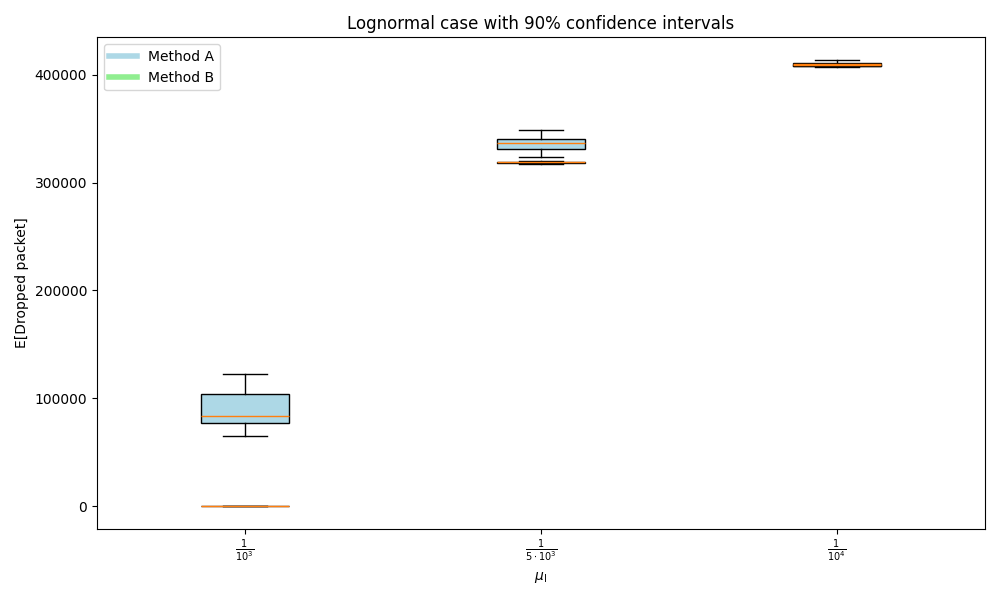 Lognormal case with 90% confidence intervals
Method A
Method B
E[Dropped packet]
400000
300000
200000
100000
0
1/10³ 1/5·10³ 1/10⁴
μI